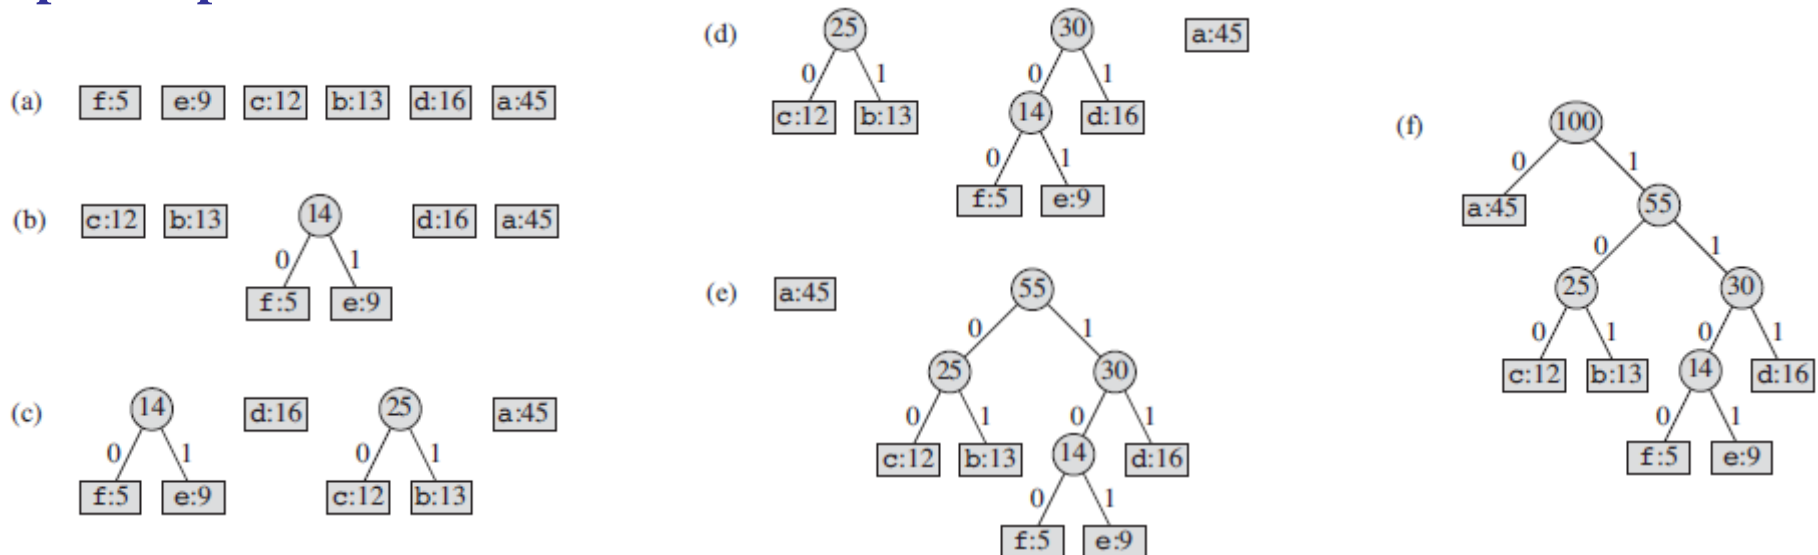 (a) f:5 e:9 c:12 b:13 d:16 a:45
(b) c:12 b:13 14 d:16 a:45
0 1
f:5 e:9
(c) 14 d:16 25 a:45
0 1 0 1
f:5 e:9 c:12 b:13
(d) 25 30 a:45
0 1 0 1
c:12 b:13 14 d:16
0 1
f:5 e:9
(e) a:45 55
0 1
25 30
0 1 0 1
c:12 b:13 14 d:16
0 1
f:5 e:9
(f) 100
0 1
a:45 55
0 1
25 30
0 1 0 1
c:12 b:13 14 d:16
0 1
f:5 e:9